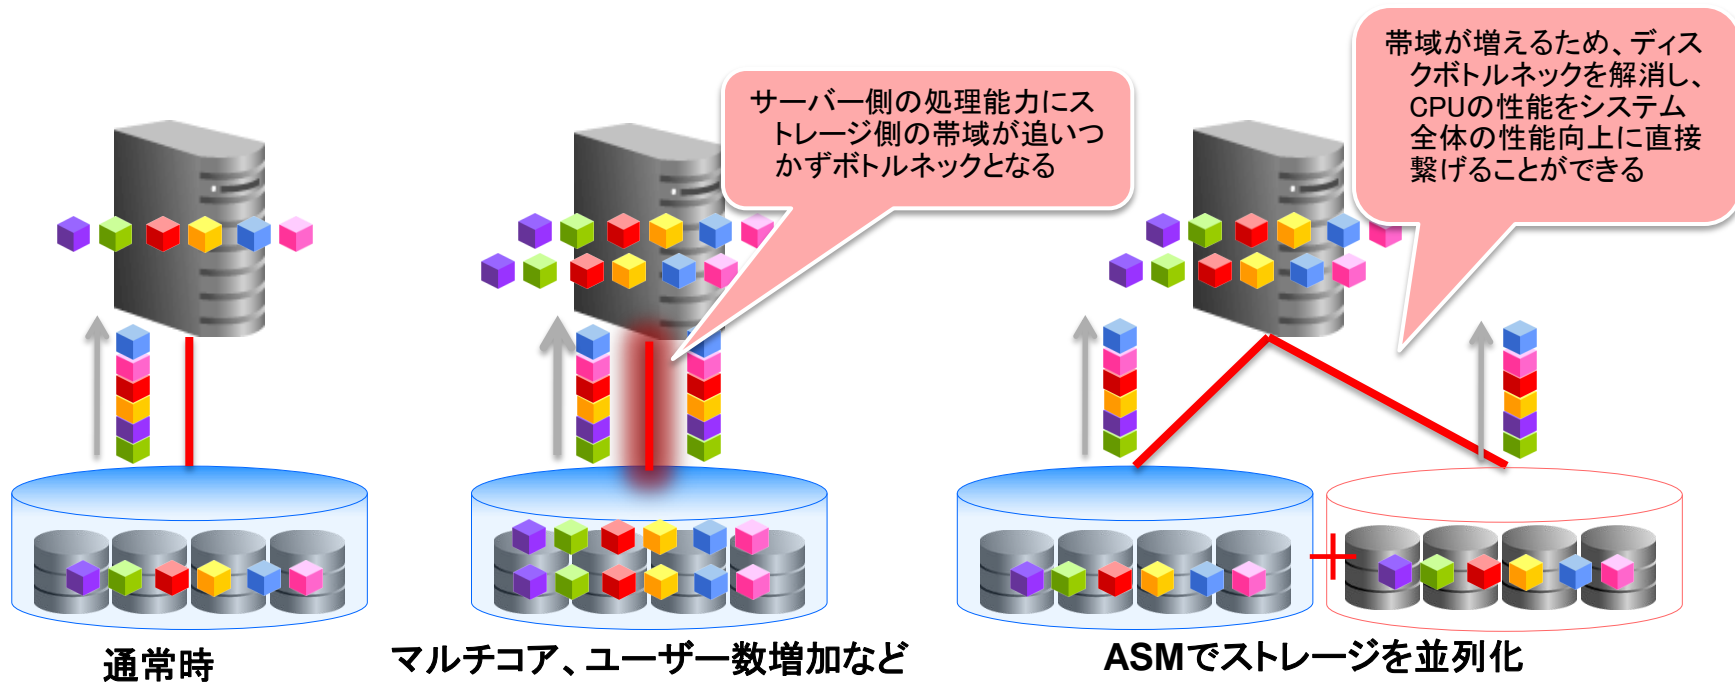 サーバー側の処理能力にス
トレージ側の帯域が追いつ
かずボトルネックとなる
帯域が増えるため、ディス
クボトルネックを解消し、
CPUの性能をシステム
全体の性能向上に直接
繋げることができる
通常時
マルチコア、ユーザー数増加など
ASMでストレージを並列化